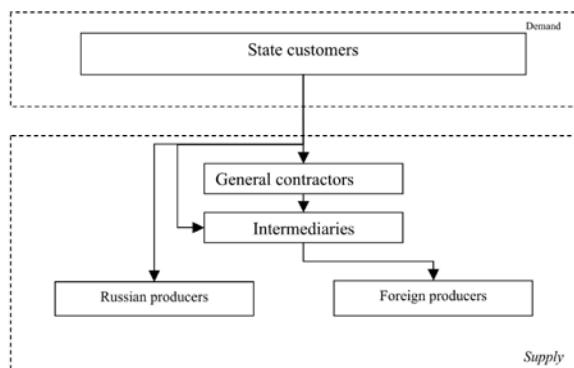 Demand
State customers
General contractors
Intermediaries
Russian producers
Foreign producers
Supply